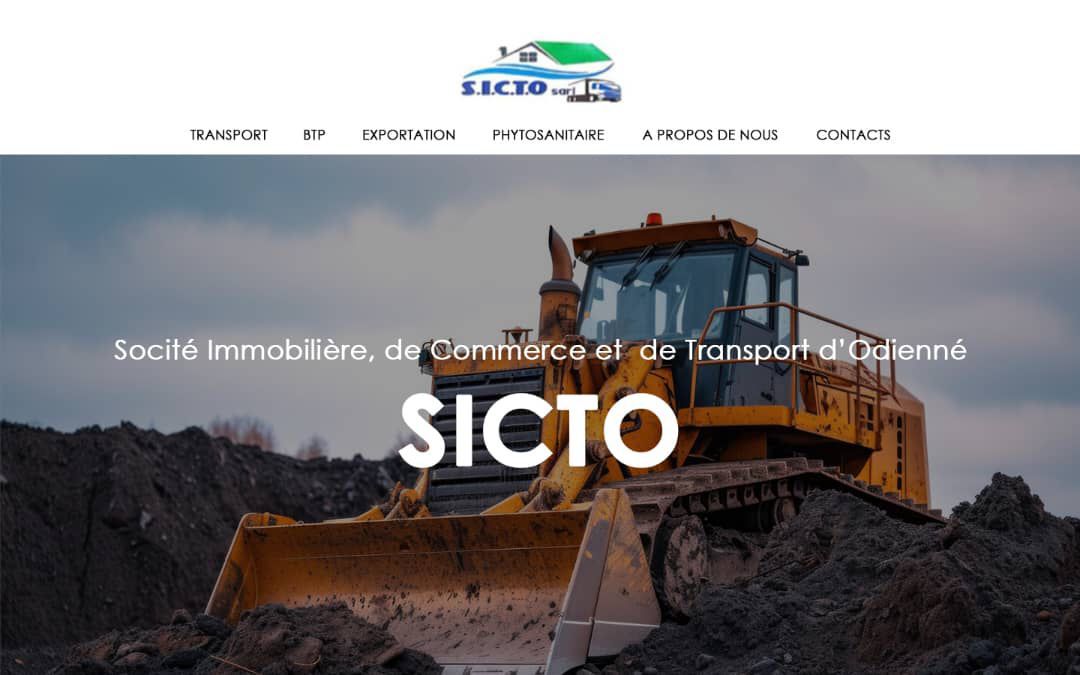 S.I.C.T.O sarl
TRANSPORT BTP EXPORTATION PHYTOSANITAIRE A PROPOS DE NOUS CONTACTS
Socité Immobilière, de Commerce et de Transport d’Odienné
SICTO